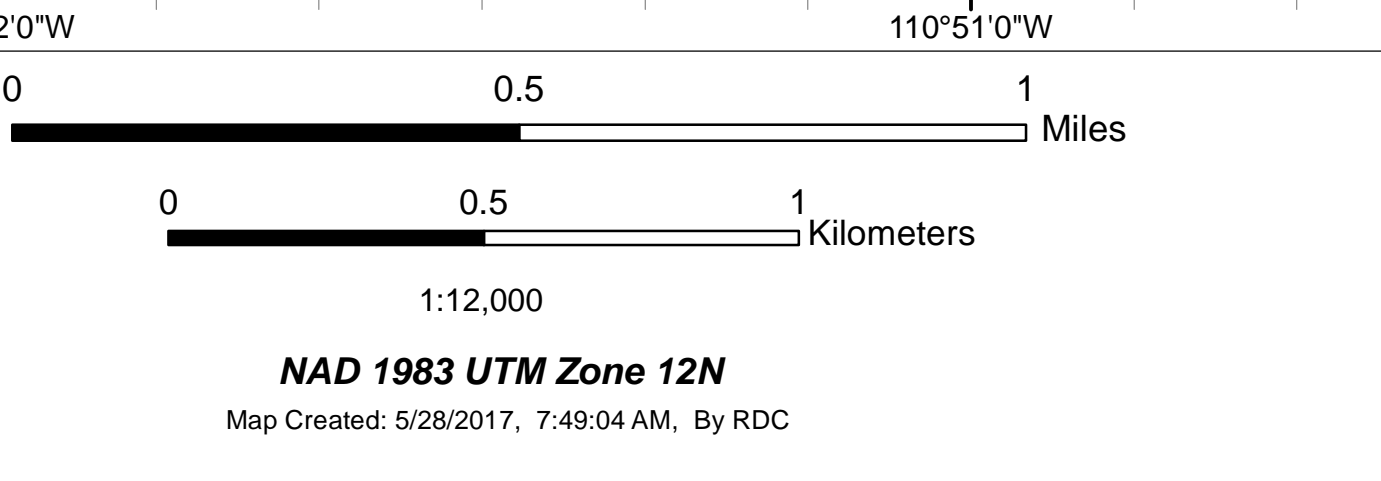 2'0"W 110°51'0"W
0 0.5 1
Miles
0 0.5 1
Kilometers
1:12,000
NAD 1983 UTM Zone 12N
Map Created: 5/28/2017, 7:49:04 AM, By RDC